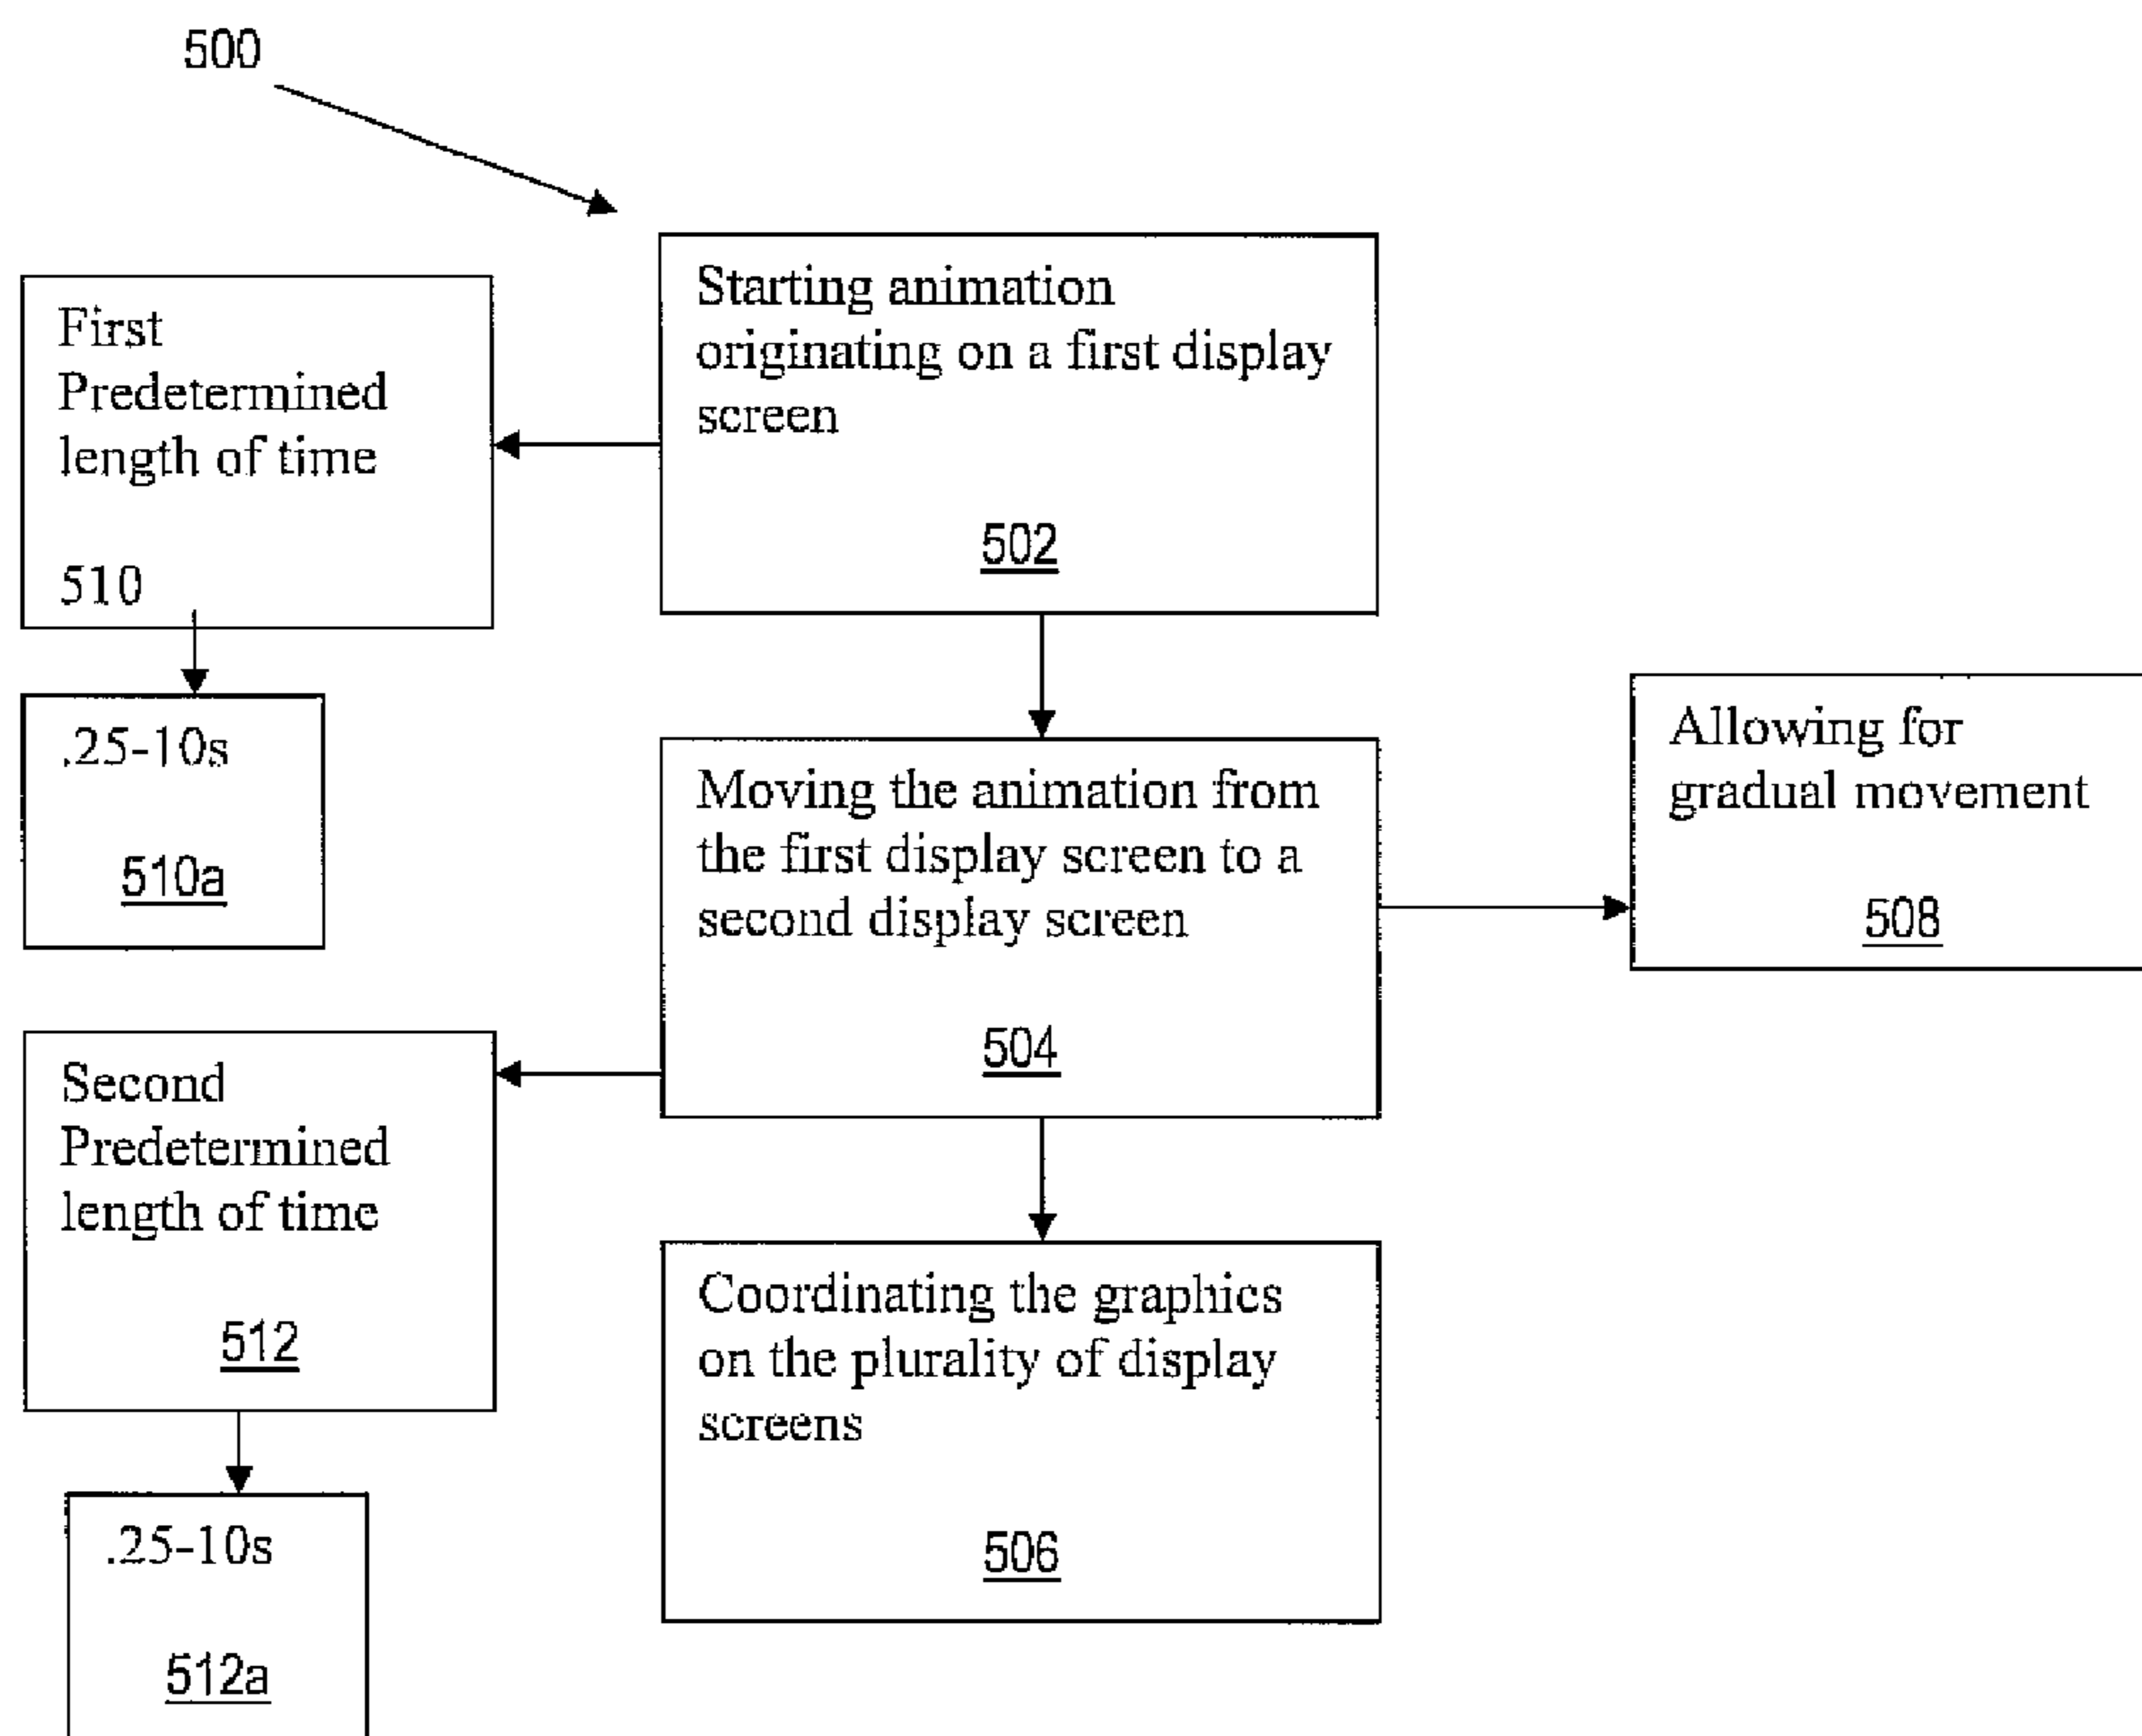 500
Starting animation
originating on a first display
screen
502
First
Predetermined
length of time
510
.25-10s
510a
Moving the animation from
the first display screen to a
second display screen
504
Allowing for
gradual movement
508
Second
Predetermined
length of time
512
.25-10s
512a
Coordinating the graphics
on the plurality of display
screens
506